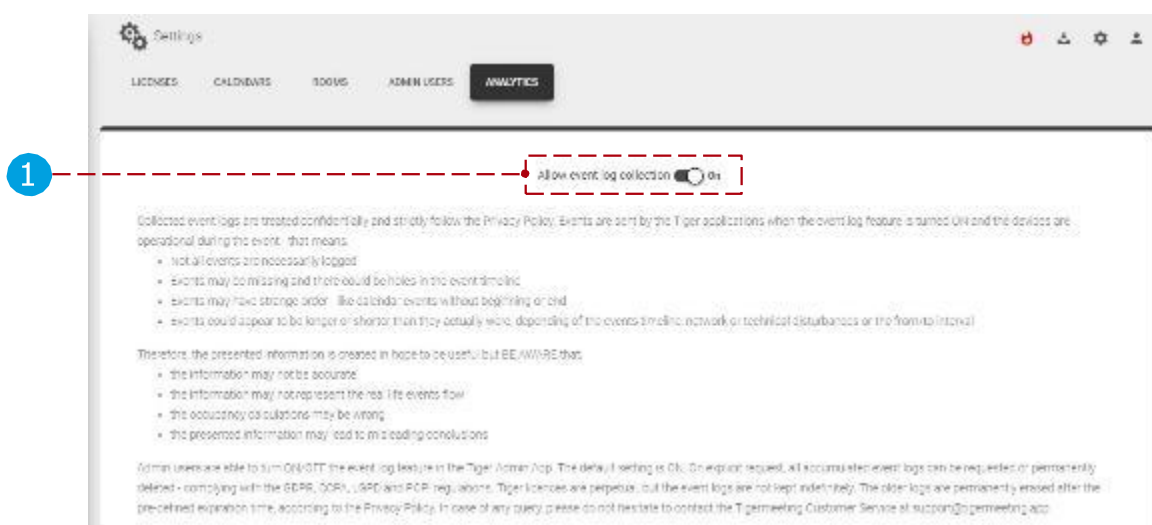 Settings
LICENSES CALENDARS ROOMS ADMIN USERS ANALYTICS
1
Allow event log collection On
Collected event logs are treated confidentially and strictly follow the Privacy Policy. Events are sent by the Tiger applications when the event log feature is turned ON and the devices are
operational during the event - that means:
• Not all events are necessarily logged
• Events may be missing and there could be holes in the event timeline
• Events may have strange order - like calendar events without beginning or end
• Events could appear to be longer or shorter than they actually were, depending of the events timeline, network or technical disturbances or the from/to interval
Therefore, the presented information is created in hope to be useful but BE AWARE that:
• the information may not be accurate
• the information may not represent the real life events flow
• the occupancy calculations may be wrong
• the presented information may lead to misleading conclusions
Admin users are able to turn ON/OFF the event log feature in the Tiger Admin App. The default setting is ON. On explicit request, all accumulated event logs can be requested or permanently
deleted - complying with the GDPR, CCPA, LGPD and POPI regulations. Tiger licences are perpetual, but the event logs are not kept indefinitely. The older logs are permanently erased after the
pre-defined expiration time, according to the Privacy Policy. In case of any query, please do not hesitate to contact the Tigermeeting Customer Service at support@tigermeeting.app